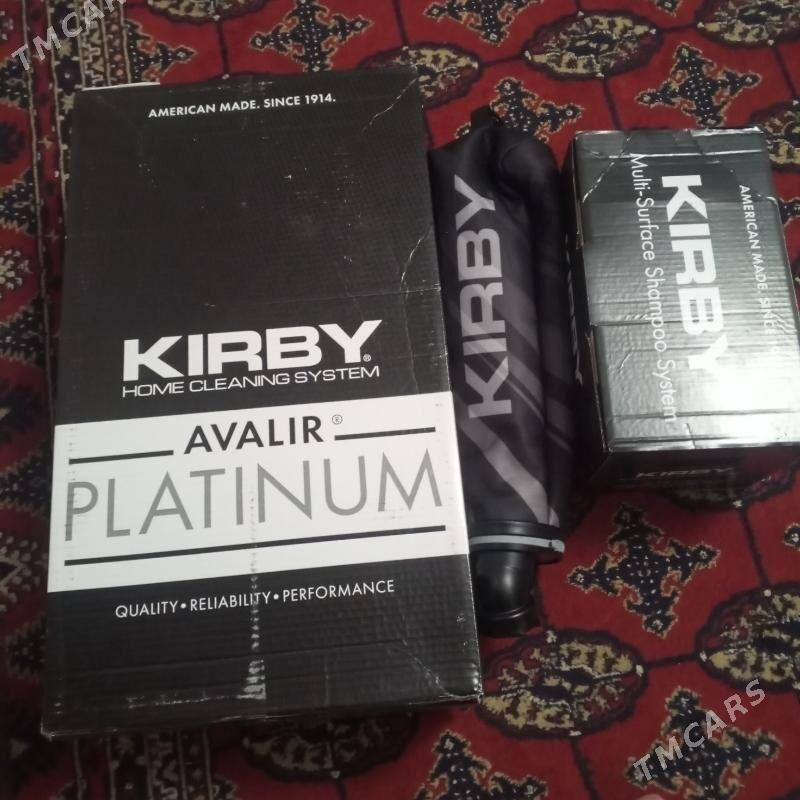 TMCARS
AMERICAN MADE. SINCE 1914.
KIRBY®
HOME CLEANING SYSTEM
AVALIR®
PLATINUM
QUALITY•RELIABILITY•PERFORMANCE
KIRBY
AMERICAN MADE. SINCE
KIRBY
Multi-Surface Shampoo System
KIRBY
TMCARS